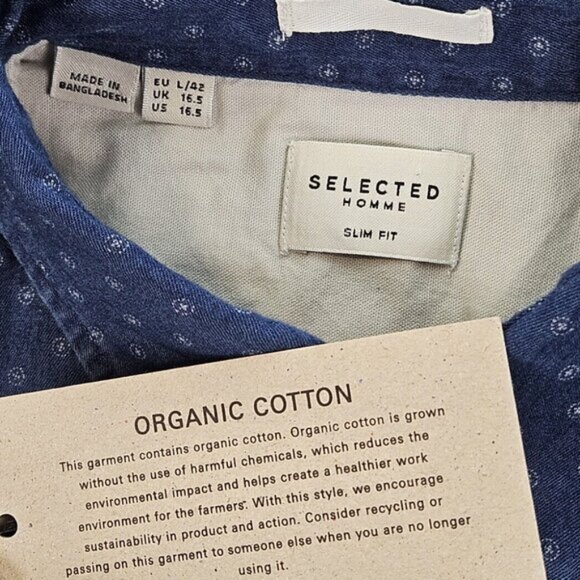 MADE IN
BANGLADESH
EU L/42
UK 16.5
US 16.5
SELECTED
HOMME
SLIM FIT
ORGANIC COTTON
This garment contains organic cotton. Organic cotton is grown
without the use of harmful chemicals, which reduces the
environmental impact and helps create a healthier work
environment for the farmers. With this style, we encourage
sustainability in product and action. Consider recycling or
passing on this garment to someone else when you are no longer
using it.